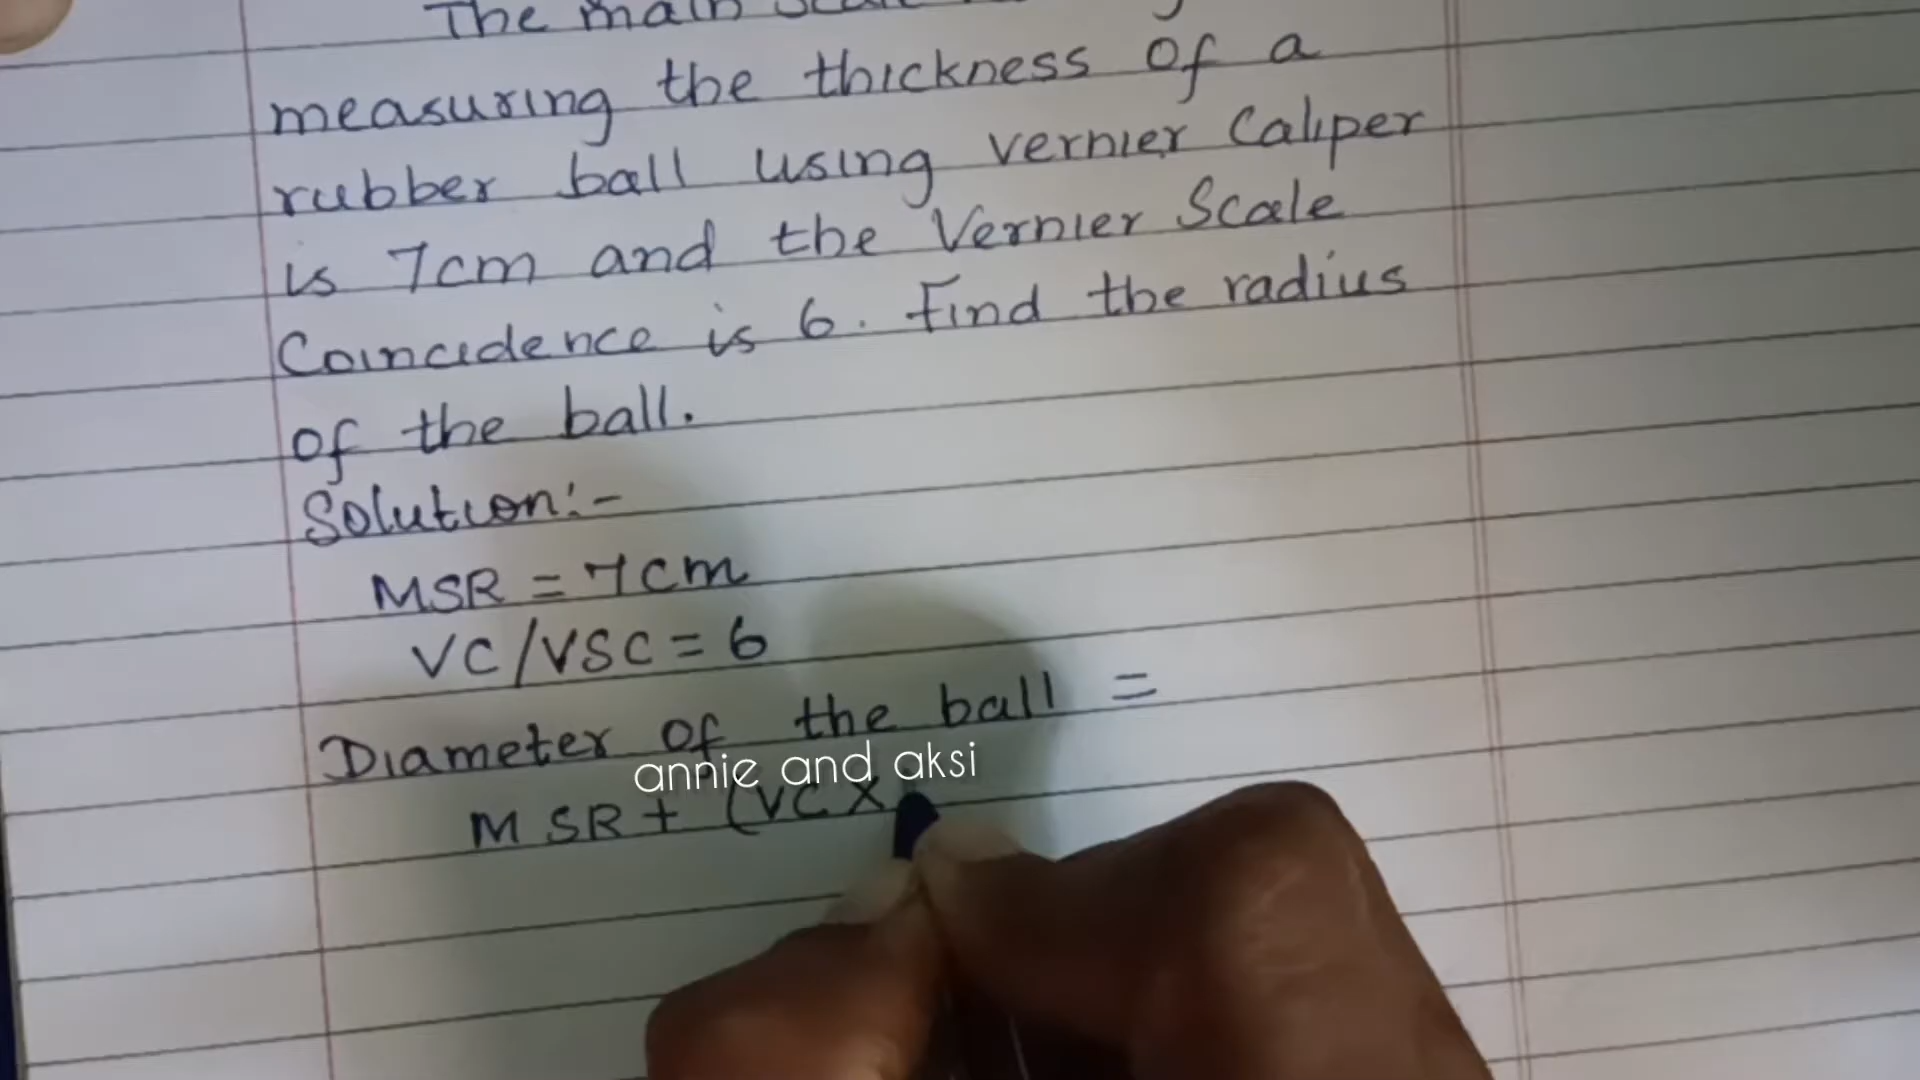 The main
measuring the thickness of a
rubber ball using vernier caliper
is 7cm and the Vernier Scale
Coincidence is 6. Find the radius
of the ball.
Solution:-
MSR = 7cm
VC/VSC = 6
Diameter of the ball =
annie and aksi
MSR + (VC X